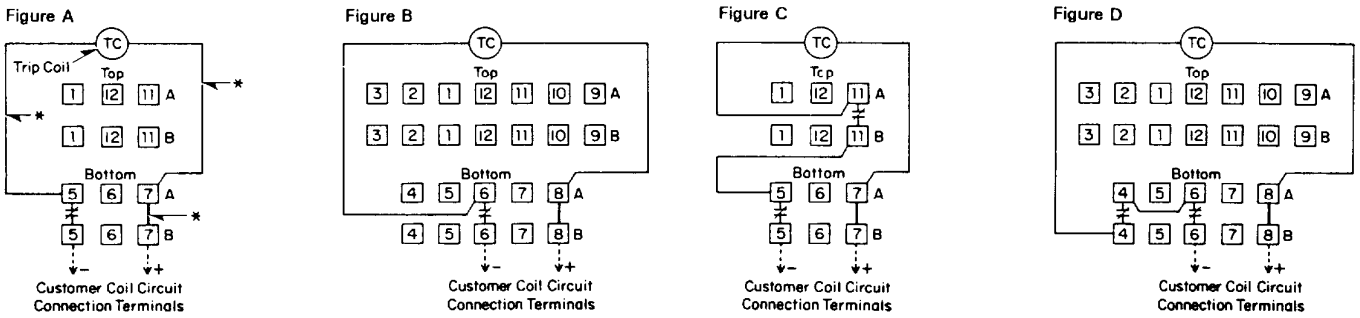 Figure A
TC
Trip Coil
Top
1 12 11 A
*
*
1 12 11 B
Bottom
5 6 7 A
*
5 6 7 B
- +
Customer Coil Circuit
Connection Terminals
Figure B
TC
Top
3 2 1 12 11 10 9 A
3 2 1 12 11 10 9 B
Bottom
4 5 6 7 8 A
4 5 6 7 8 B
- +
Customer Coil Circuit
Connection Terminals
Figure C
TC
Tcp
1 12 11 A
1 12 11 B
Bottom
5 6 7 A
5 6 7 B
- +
Customer Coil Circuit
Connection Terminals
Figure D
TC
Top
3 2 1 12 11 10 9 A
3 2 1 12 11 10 9 B
Bottom
4 5 6 7 8 A
4 5 6 7 8 B
- +
Customer Coil Circuit
Connection Terminals